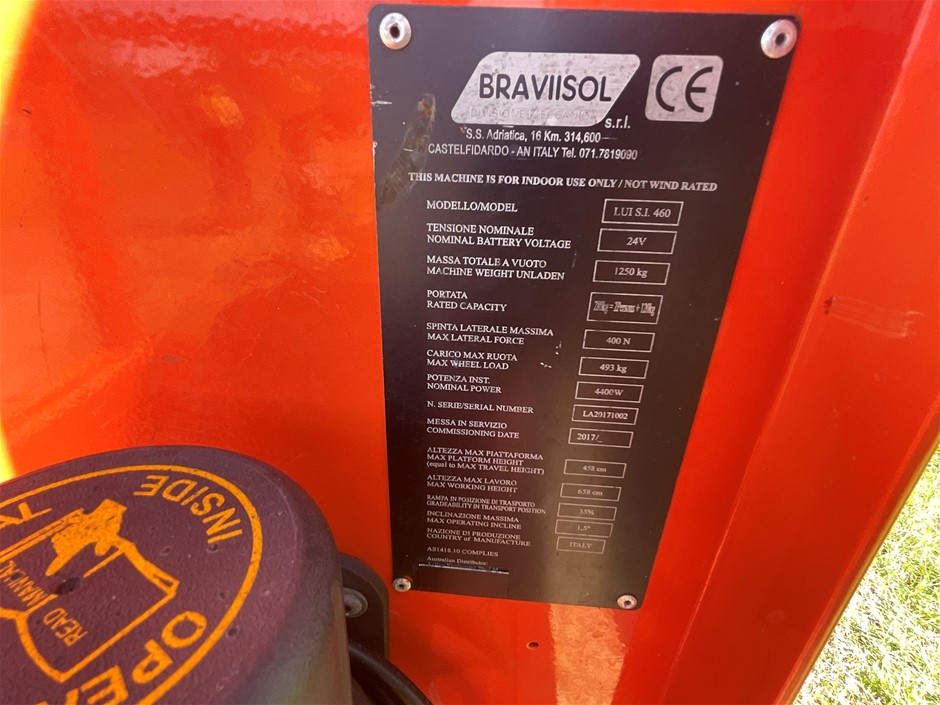 BRAVIISOL
DIVISIONE MECCANICA
s.r.l.
CE
S.S. Adriatica, 16 Km. 314,600
CASTELFIDARDO - AN ITALY Tel. 071.7819090
THIS MACHINE IS FOR INDOOR USE ONLY / NOT WIND RATED
MODELLO/MODEL LUI S.I. 460
TENSIONE NOMINALE
NOMINAL BATTERY VOLTAGE 24V
MASSA TOTALE A VUOTO
MACHINE WEIGHT UNLADEN 1250 kg
PORTATA
RATED CAPACITY
SPINTA LATERALE MASSIMA
MAX LATERAL FORCE 400 N
CARICO MAX RUOTA
MAX WHEEL LOAD 493 kg
POTENZA INST.
NOMINAL POWER 4400W
N. SERIE/SERIAL NUMBER LA20171002
MESSA IN SERVIZIO
COMMISSIONING DATE 2017/_
ALTEZZA MAX PIATTAFORMA
MAX PLATFORM HEIGHT
(equal to MAX TRAVEL HEIGHT) 458 cm
ALTEZZA MAX LAVORO
MAX WORKING HEIGHT 658 cm
RAMPA IN POSIZIONE DI TRASPORTO
GRADEABILITY IN TRANSPORT POSITION 35%
INCLINAZIONE MASSIMA
MAX OPERATING INCLINE 1,5°
NAZIONE DI PRODUZIONE
COUNTRY of MANUFACTURE ITALY
AS1418.10 COMPLIES
Australian Distributor:
INSIDE
READ
MANUAL
OPE